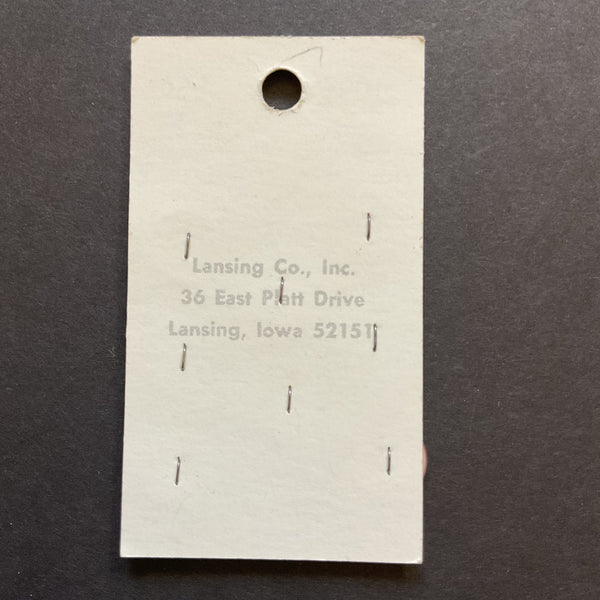 Lansing Co., Inc.
36 East Platt Drive
Lansing, Iowa 52151